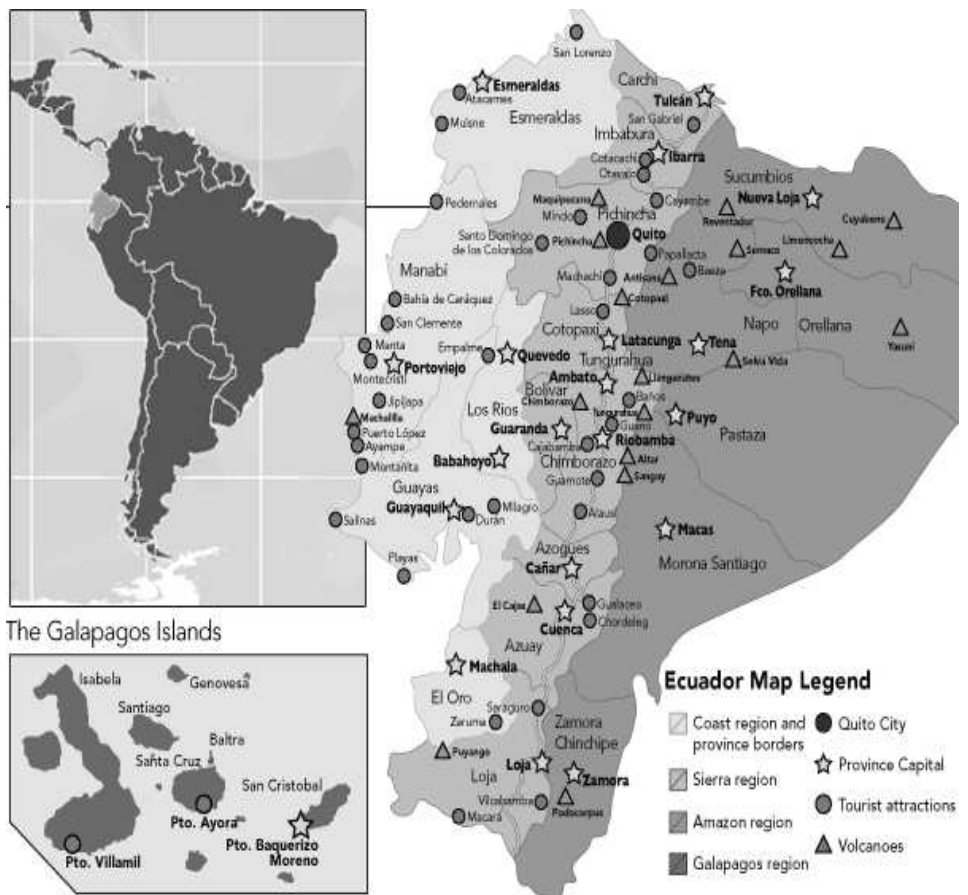 San Lorenzo
Esmeraldas
Atacames
Esmeraldas
Muisne
Carchi
Tulcán
San Gabriel
Imbabura
Ibarra
Cotacachi
Otavalo
Sucumbios
Nueva Loja
Cuyabeno
Reventador
Pedernales
Maquipucuna
Cayambe
Mindo
Pichincha
Santo Domingo
de los Colorados
Pichincha
Quito
Papallacta
Sumaco
Limoncocha
Manabí
Machachi
Antisana
Baeza
Fco. Orellana
Bahía de Caráquez
Cotopaxi
Lasso
San Clemente
Cotopaxi
Napo
Orellana
Manta
Empalme
Quevedo
Latacunga
Tena
Yasuni
Portoviejo
Tungurahua
Selva Vida
Montecristi
Ambato
Llanganates
Bolivar
Jipijapa
Chimborazo
Baños
Machalilla
Los Rios
Tungurahua
Puyo
Puerto López
Guaranda
Guano
Pastaza
Ayampe
Cajabamba
Riobamba
Montañita
Babahoyo
Chimborazo
Altar
Guamote
Sangay
Guayas
Guayaquil
Milagro
Salinas
Durán
Alausí
Macas
Azogues
Playas
Cañar
Morona Santiago
El Cajas
Gualaceo
Cuenca
Chordeleg
Azuay
Machala
El Oro
Saraguro
Zaruma
Zamora
Chinchipe
Puyango
Loja
Loja
Zamora
Vilcabamba
Podocarpus
Macará
The Galapagos Islands
Isabela
Genovesa
Santiago
Baltra
Santa Cruz
San Cristobal
Pto. Ayora
Pto. Villamil
Pto. Baquerizo
Moreno
Ecuador Map Legend
Coast region and
province borders
Sierra region
Amazon region
Galapagos region
Quito City
Province Capital
Tourist attractions
Volcanoes